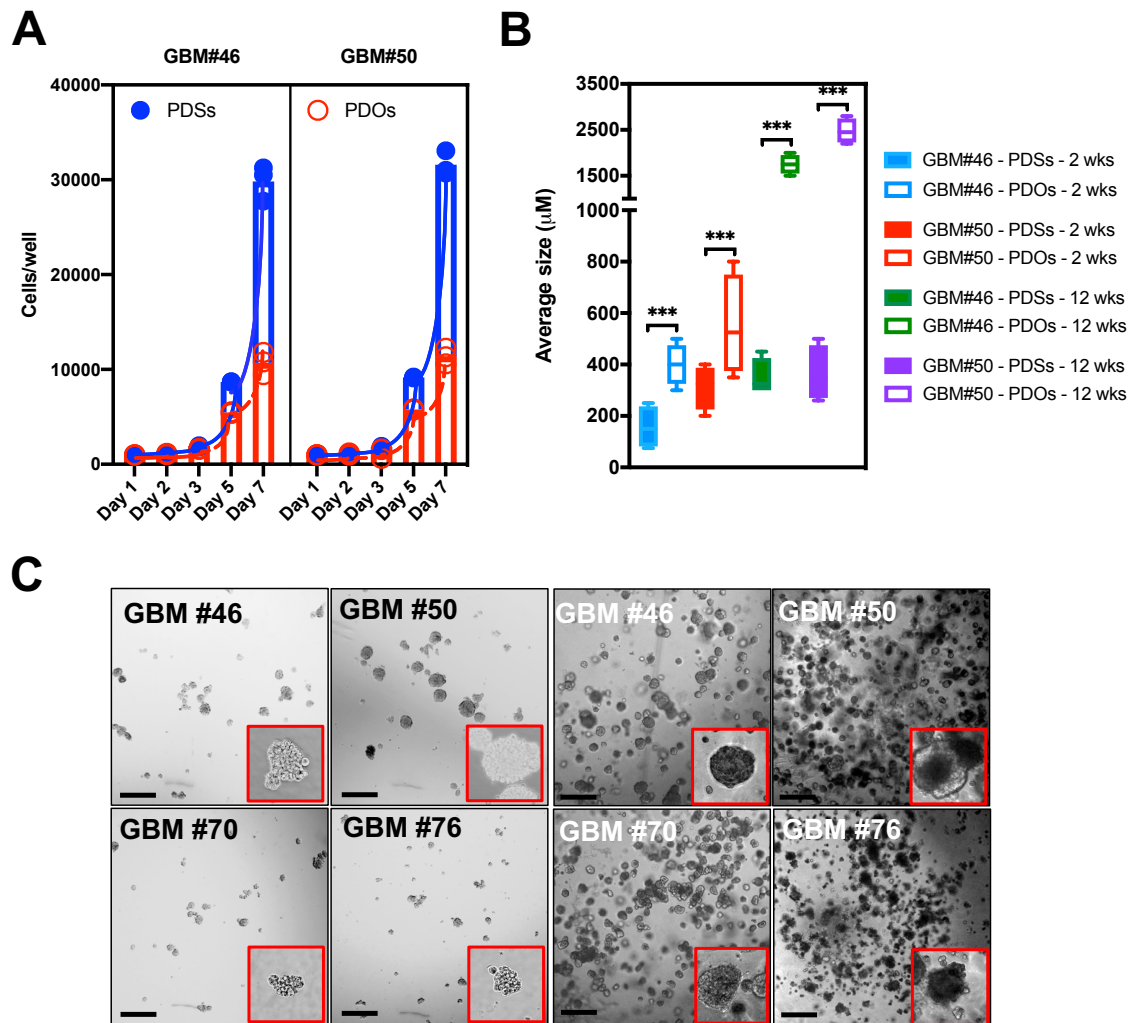 A
GBM#46
GBM#50
40000
30000
20000
10000
0
Cells/well
PDSs
PDOs
Day 1
Day 2
Day 3
Day 5
Day 7
Day 1
Day 2
Day 3
Day 5
Day 7
B
3500
2500
1500
1000
800
600
400
200
0
Average size (μM)
***
***
***
***
GBM#46 - PDSs - 2 wks
GBM#46 - PDOs - 2 wks
GBM#50 - PDSs - 2 wks
GBM#50 - PDOs - 2 wks
GBM#46 - PDSs - 12 wks
GBM#46 - PDOs - 12 wks
GBM#50 - PDSs - 12 wks
GBM#50 - PDOs - 12 wks
C
GBM #46
GBM #50
GBM #46
GBM #50
GBM #70
GBM #76
GBM #70
GBM #76